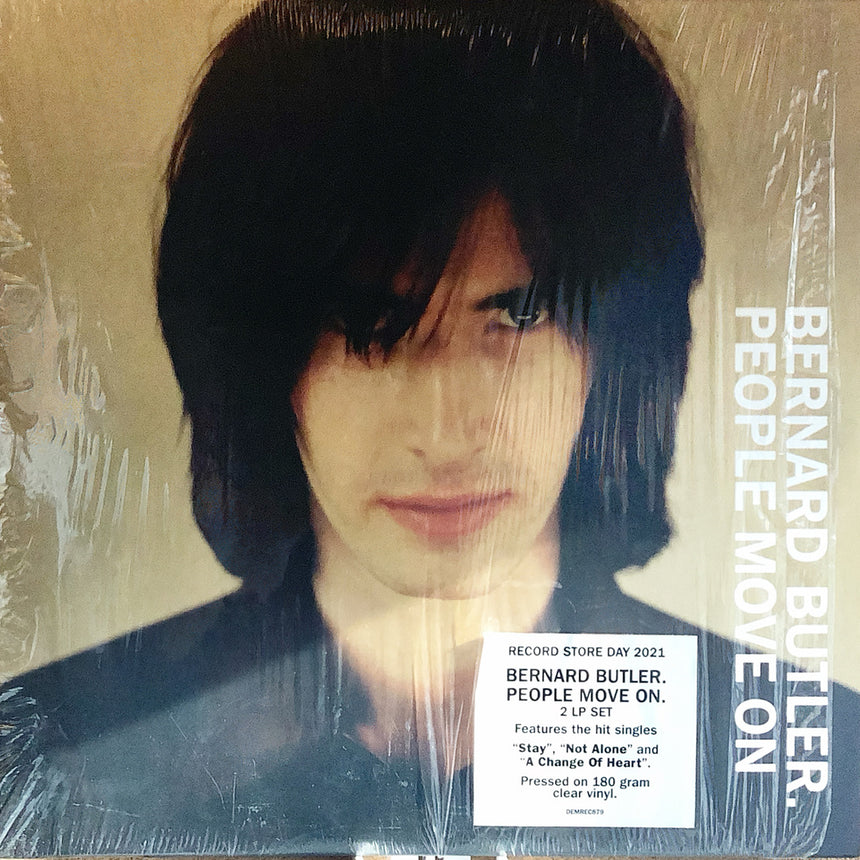 BERNARD BUTLER.
PEOPLE MOVE ON
RECORD STORE DAY 2021
BERNARD BUTLER.
PEOPLE MOVE ON.
2 LP SET
Features the hit singles
“Stay”, “Not Alone” and
“A Change Of Heart”.
Pressed on 180 gram
clear vinyl.
DEMREC879